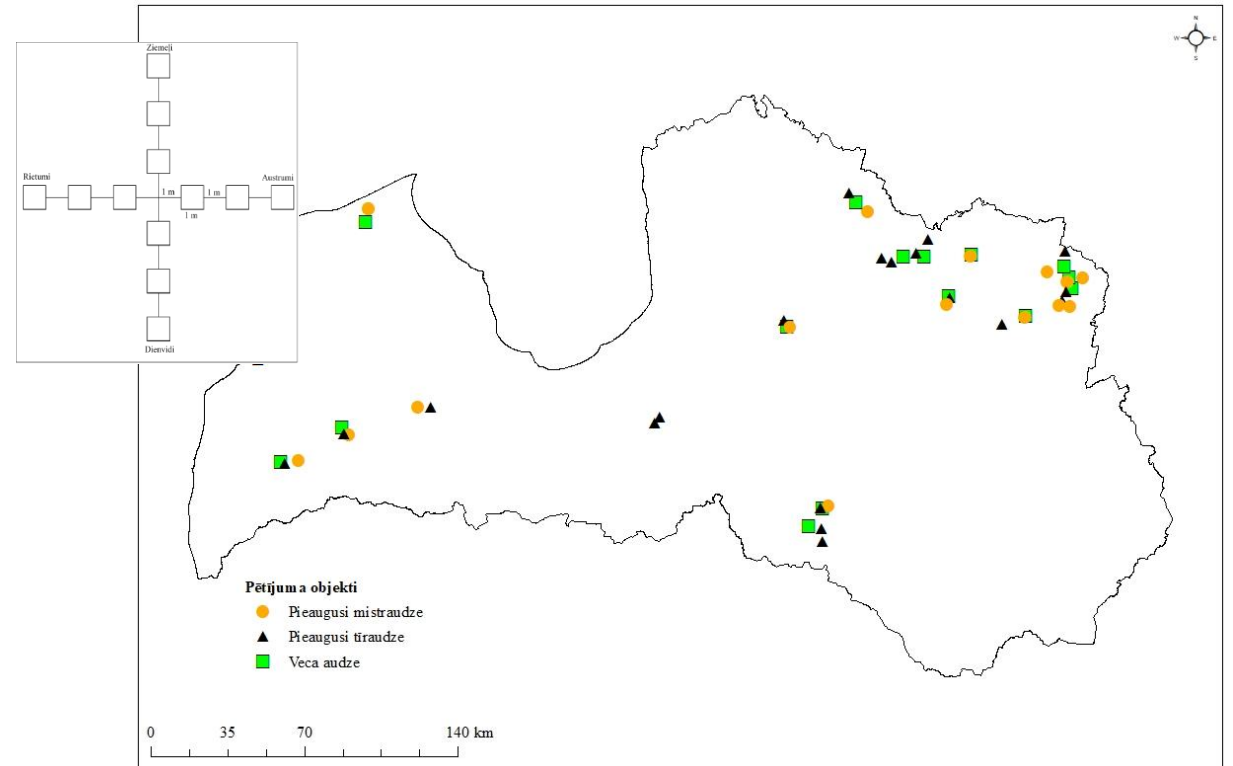 Ziemeļi
Rietumi
Austrumi
1 m
1 m
1 m
Dienvidi
N
W
E
S
Pētījuma objekti
Pieaugusi mistraudze
Pieaugusi tīraudze
Veca audze
0 35 70 140 km